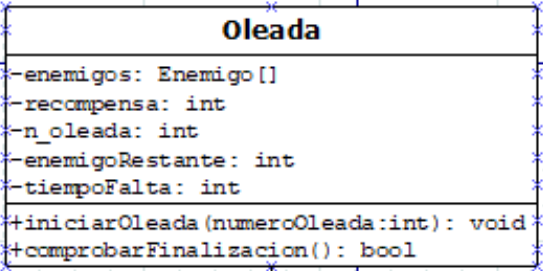 Oleada
-enemigos: Enemigo[]
-recompensa: int
-n_oleada: int
-enemigoRestante: int
-tiempoFalta: int
+iniciarOleada(numeroOleada:int): void
+comprobarFinalizacion(): bool